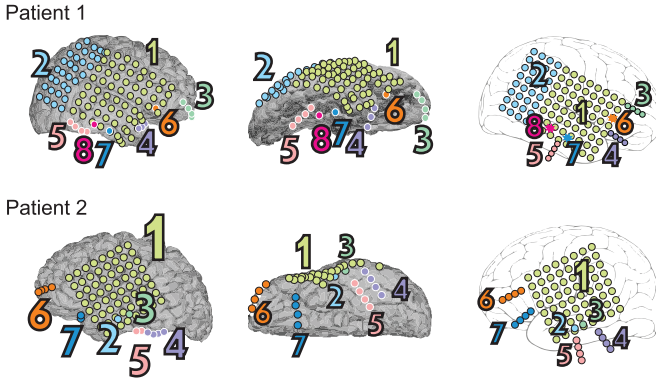 Patient 1
2 1 3 5 8 7 4 6
2 1 6 3 5 8 7 4
2 1 6 8 5 7 4 3
Patient 2
1 6 7 2 3 5 4
1 3 2 4 6 7 5
1 6 7 2 3 5 4